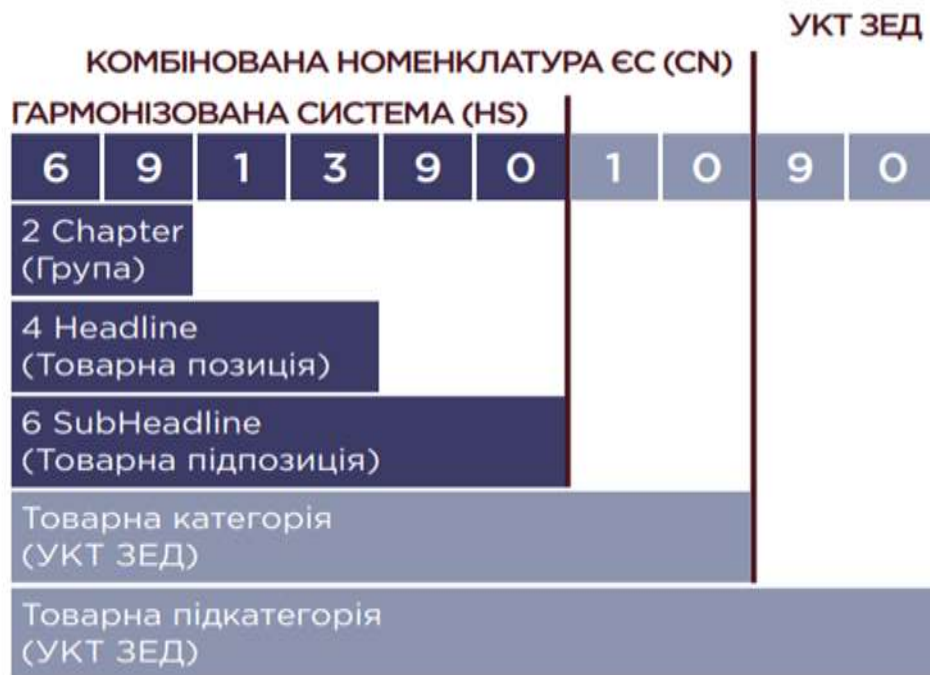 УКТ ЗЕД
КОМБІНОВАНА НОМЕНКЛАТУРА ЄС (CN)
ГАРМОНІЗОВАНА СИСТЕМА (HS)
6 9 1 3 9 0 1 0 9 0
2 Chapter
(Група)
4 Headline
(Товарна позиція)
6 SubHeadline
(Товарна підпозиція)
Товарна категорія
(УКТ ЗЕД)
Товарна підкатегорія
(УКТ ЗЕД)